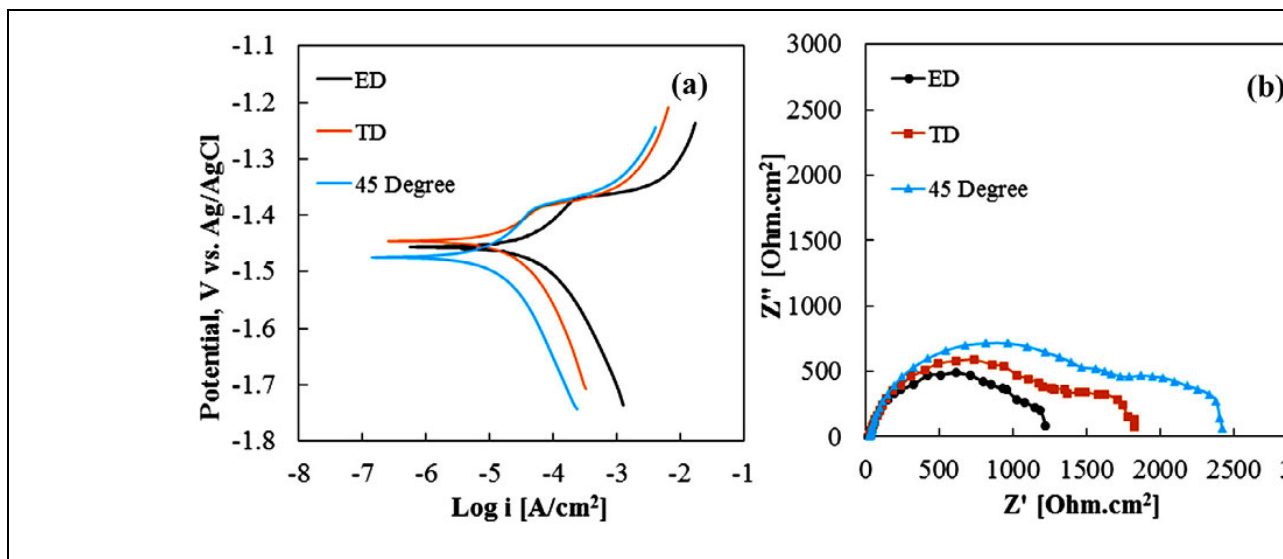 (a)
ED
TD
45 Degree
Potential, V vs. Ag/AgCl
-1.1
-1.2
-1.3
-1.4
-1.5
-1.6
-1.7
-1.8
-8
-7
-6
-5
-4
-3
-2
-1
Log i [A/cm²]
(b)
ED
TD
45 Degree
Z" [Ohm.cm²]
3000
2500
2000
1500
1000
500
0
0
500
1000
1500
2000
2500
Z' [Ohm.cm²]